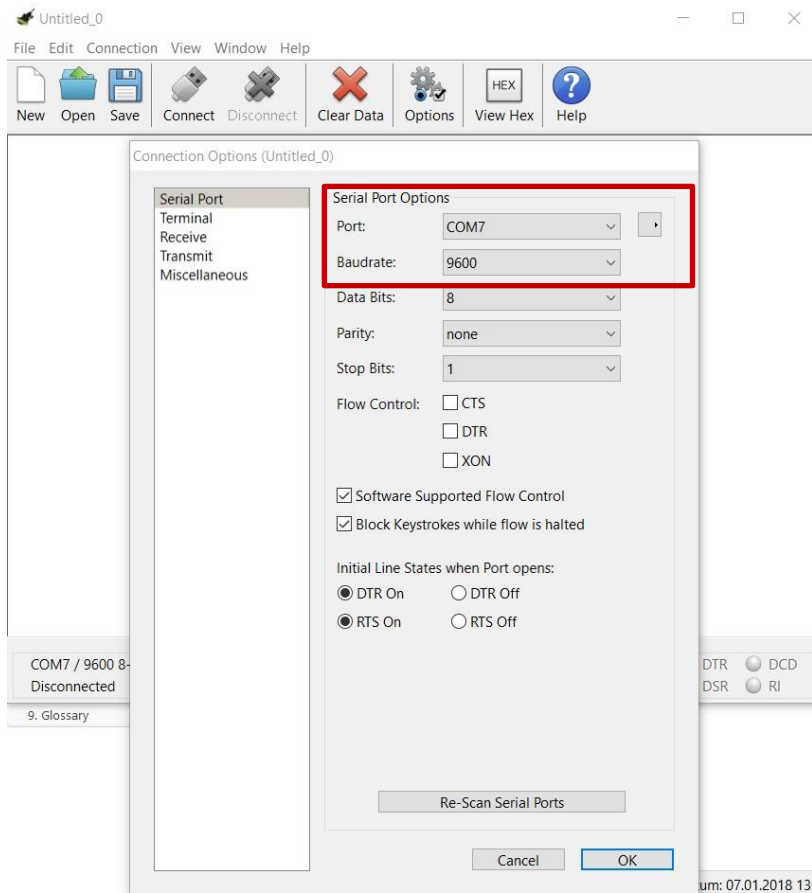 Untitled_0
File Edit Connection View Window Help
HEX
New Open Save Connect Disconnect Clear Data Options View Hex Help
Connection Options (Untitled_0)
Serial Port
Terminal
Receive
Transmit
Miscellaneous
Serial Port Options
Port: COM7
Baudrate: 9600
Data Bits: 8
Parity: none
Stop Bits: 1
Flow Control: CTS
DTR
XON
Software Supported Flow Control
Block Keystrokes while flow is halted
Initial Line States when Port opens:
DTR On DTR Off
RTS On RTS Off
Re-Scan Serial Ports
Cancel OK
COM7 / 9600 8-
Disconnected
DTR DCD
DSR RI
9. Glossary
um: 07.01.2018 13